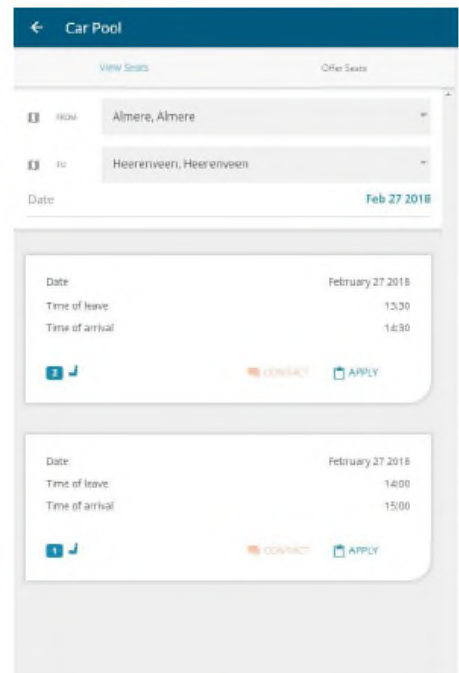 Car Pool
View Seats Offer Seats
FROM Almere, Almere
TO Heerenveen, Heerenveen
Date Feb 27 2018
Date February 27 2018
Time of leave 13:30
Time of arrival 14:30
2 CONTACT APPLY
Date February 27 2018
Time of leave 14:00
Time of arrival 15:00
1 CONTACT APPLY